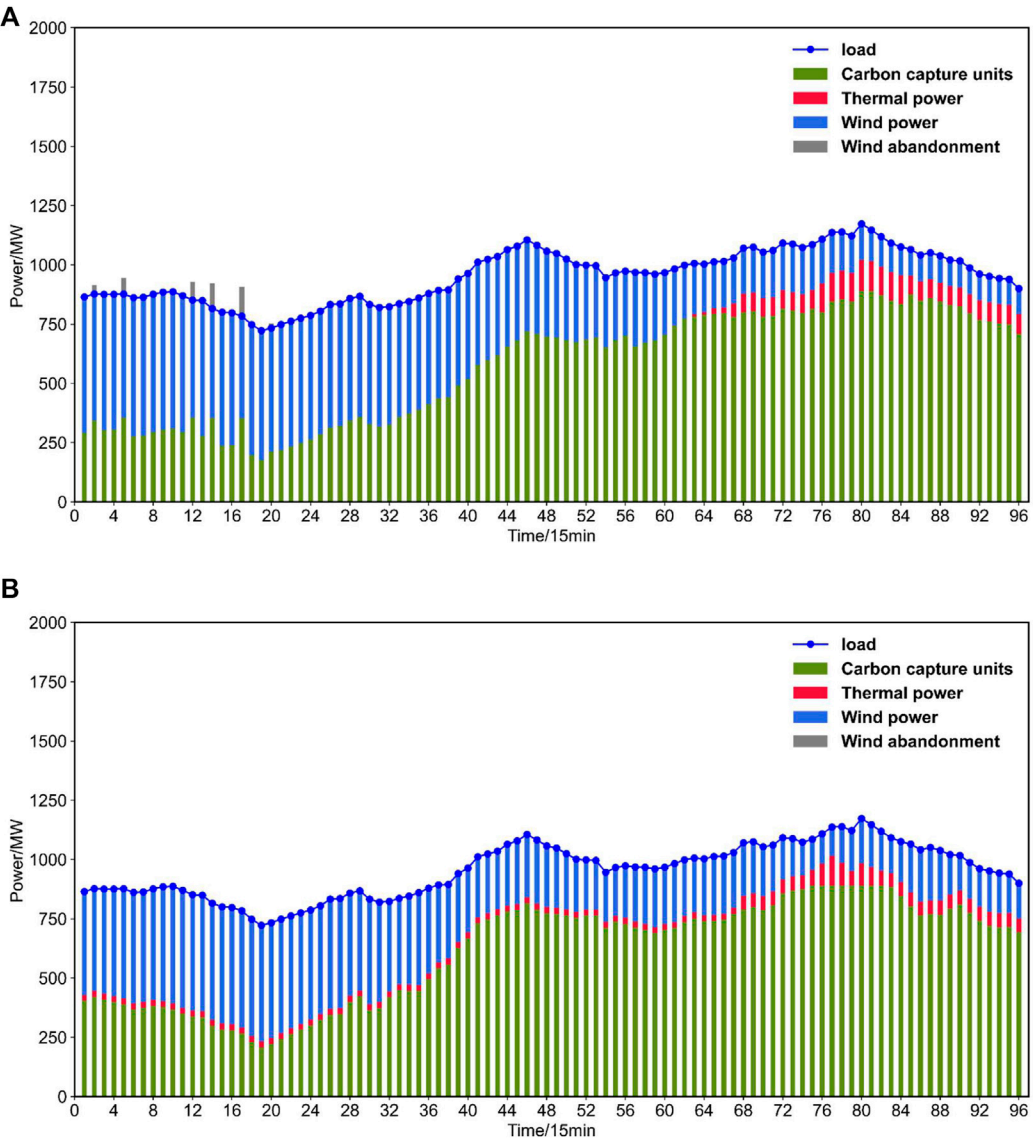 A
2000
1750
1500
1250
1000
750
500
250
0
Power/MW
load
Carbon capture units
Thermal power
Wind power
Wind abandonment
0 4 8 12 16 20 24 28 32 36 40 44 48 52 56 60 64 68 72 76 80 84 88 92 96
Time/15min
B
2000
1750
1500
1250
1000
750
500
250
0
Power/MW
load
Carbon capture units
Thermal power
Wind power
Wind abandonment
0 4 8 12 16 20 24 28 32 36 40 44 48 52 56 60 64 68 72 76 80 84 88 92 96
Time/15min